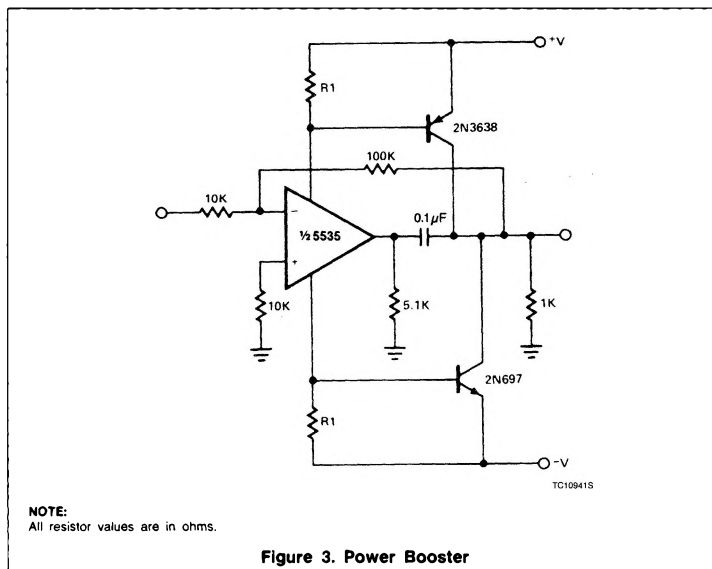 +V
R1
2N3638
100K
10K
0.1µF
−
½ 5535
+
10K
5.1K
1K
2N697
R1
−V
TC10941S
NOTE:
All resistor values are in ohms.
Figure 3. Power Booster